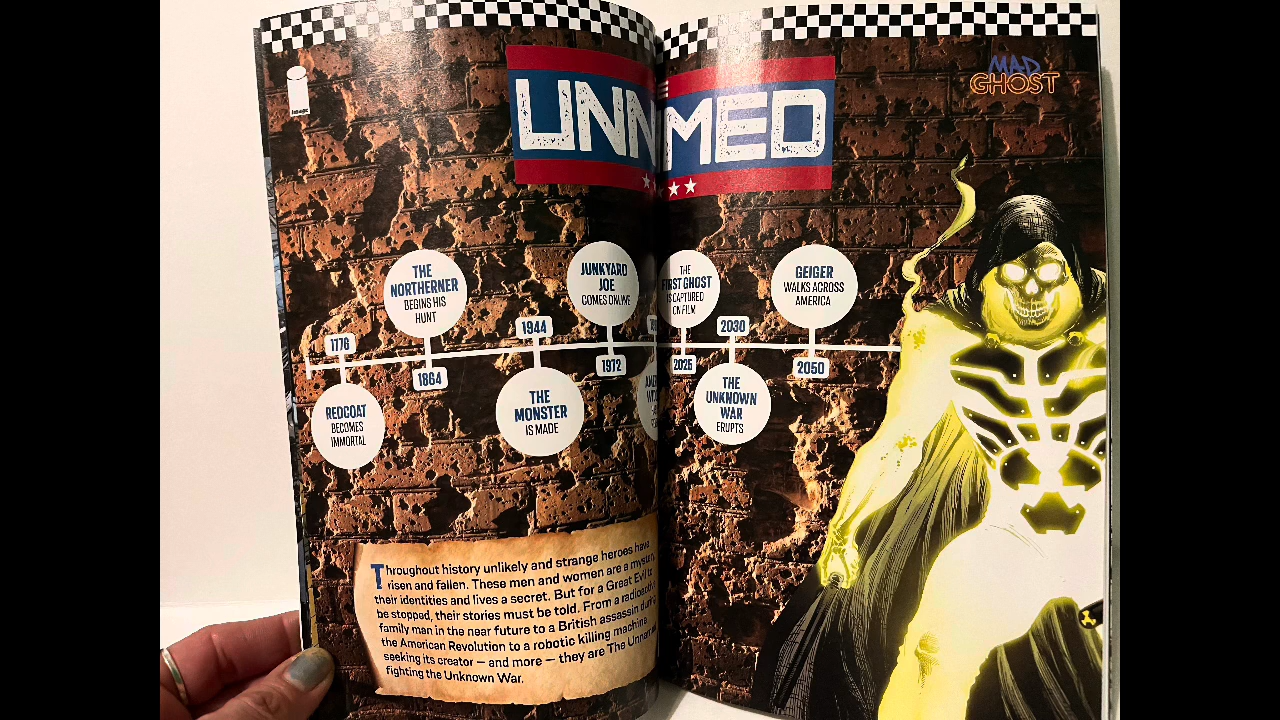 image
MAD
GHOST
UNN MED
THE
NORTHERNER
BEGINS HIS
HUNT
JUNKYARD
JOE
COMES ONLINE
THE
FIRST GHOST
IS CAPTURED
ON FILM
GEIGER
WALKS ACROSS
AMERICA
1776
1864
1944
1972
2025
2030
2050
REDCOAT
BECOMES
IMMORTAL
THE
MONSTER
IS MADE
THE
UNKNOWN
WAR
ERUPTS
Throughout history unlikely and strange heroes have
risen and fallen. These men and women are a mystery,
their identities and lives a secret. But for a Great Evil to
be stopped, their stories must be told. From a radioactive
family man in the near future to a British assassin during
the American Revolution to a robotic killing machine
seeking its creator — and more — they are The Unnamed
fighting the Unknown War.